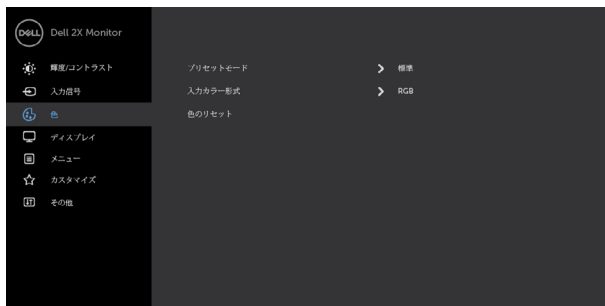 DELL Dell 2X Monitor
輝度/コントラスト
プリセットモード 標準
入力信号
入力カラー形式 RGB
色
色のリセット
ディスプレイ
メニュー
カスタマイズ
その他